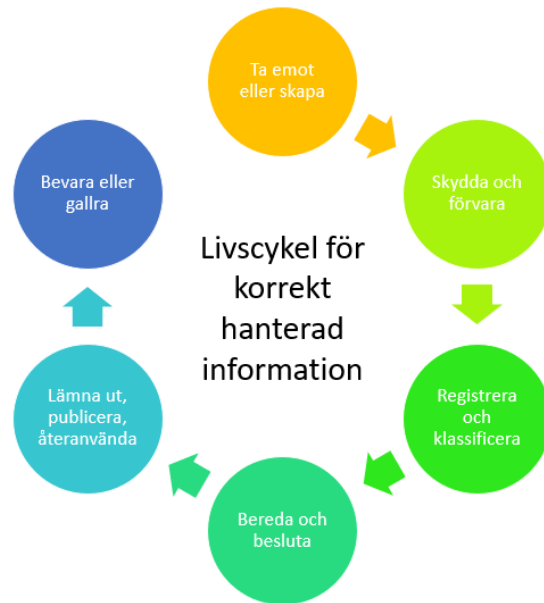 Ta emot
eller skapa
Skydda och
förvara
Registrera
och
klassificera
Bereda och
besluta
Lämna ut,
publicera,
återanvända
Bevara eller
gallra
Livscykel för
korrekt
hanterad
information